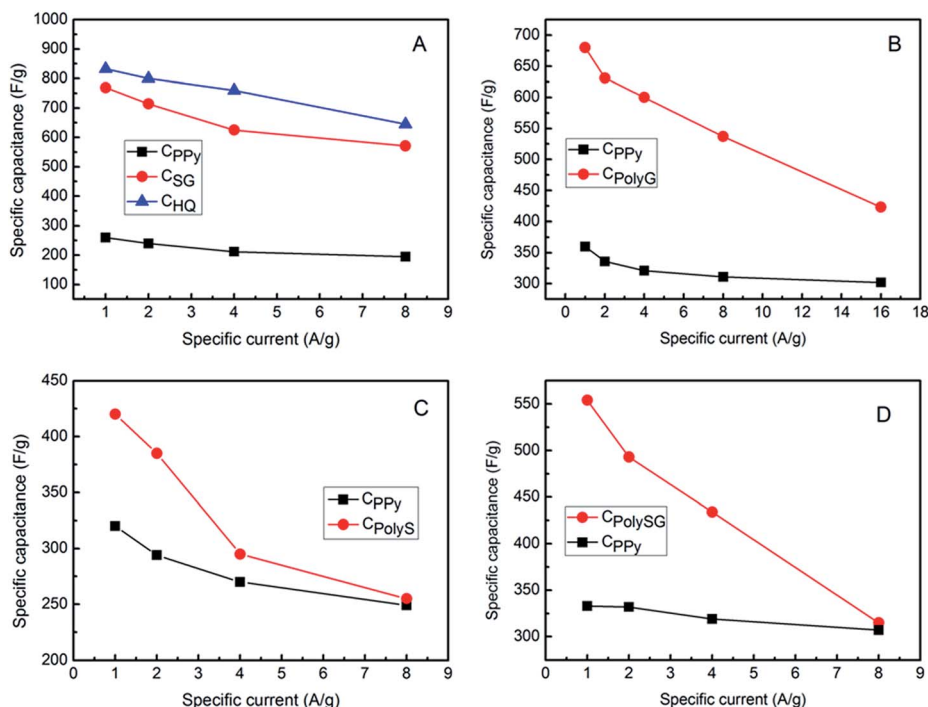 A
Specific capacitance (F/g)
1000
900
800
700
600
500
400
300
200
100
C_PPy
C_SG
C_HQ
1 2 3 4 5 6 7 8 9
Specific current (A/g)
B
Specific capacitance (F/g)
700
650
600
550
500
450
400
350
300
C_PPy
C_PolyG
0 2 4 6 8 10 12 14 16 18
Specific current (A/g)
C
Specific capacitance (F/g)
450
400
350
300
250
200
C_PPy
C_PolyS
0 1 2 3 4 5 6 7 8 9
Specific current (A/g)
D
Specific capacitance (F/g)
550
500
450
400
350
300
C_PolySG
C_PPy
0 1 2 3 4 5 6 7 8 9
Specific current (A/g)